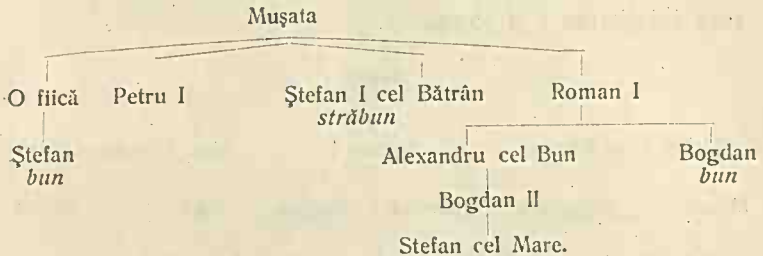 Mușata
O fiică Petru I Ștefan I cel Bătrân Roman I
străbun
Ștefan Alexandru cel Bun Bogdan
bun bun
Bogdan II
Stefan cel Mare.